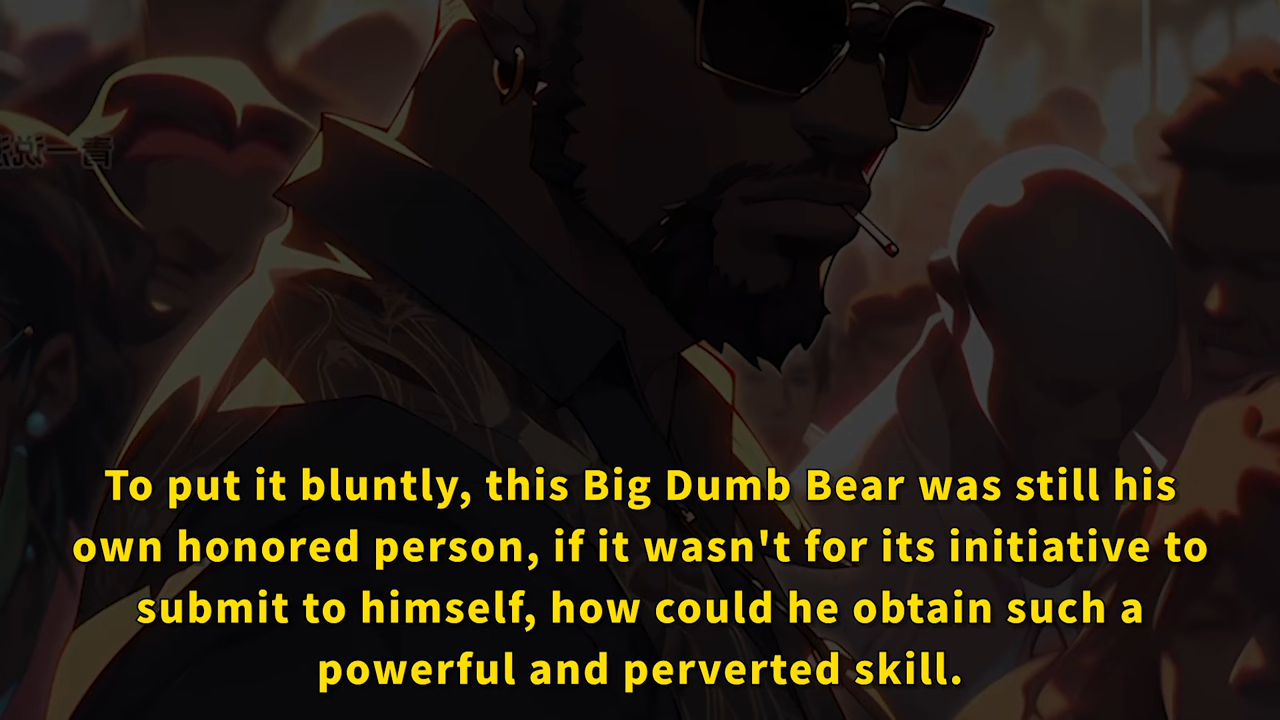 To put it bluntly, this Big Dumb Bear was still his
own honored person, if it wasn't for its initiative to
submit to himself, how could he obtain such a
powerful and perverted skill.